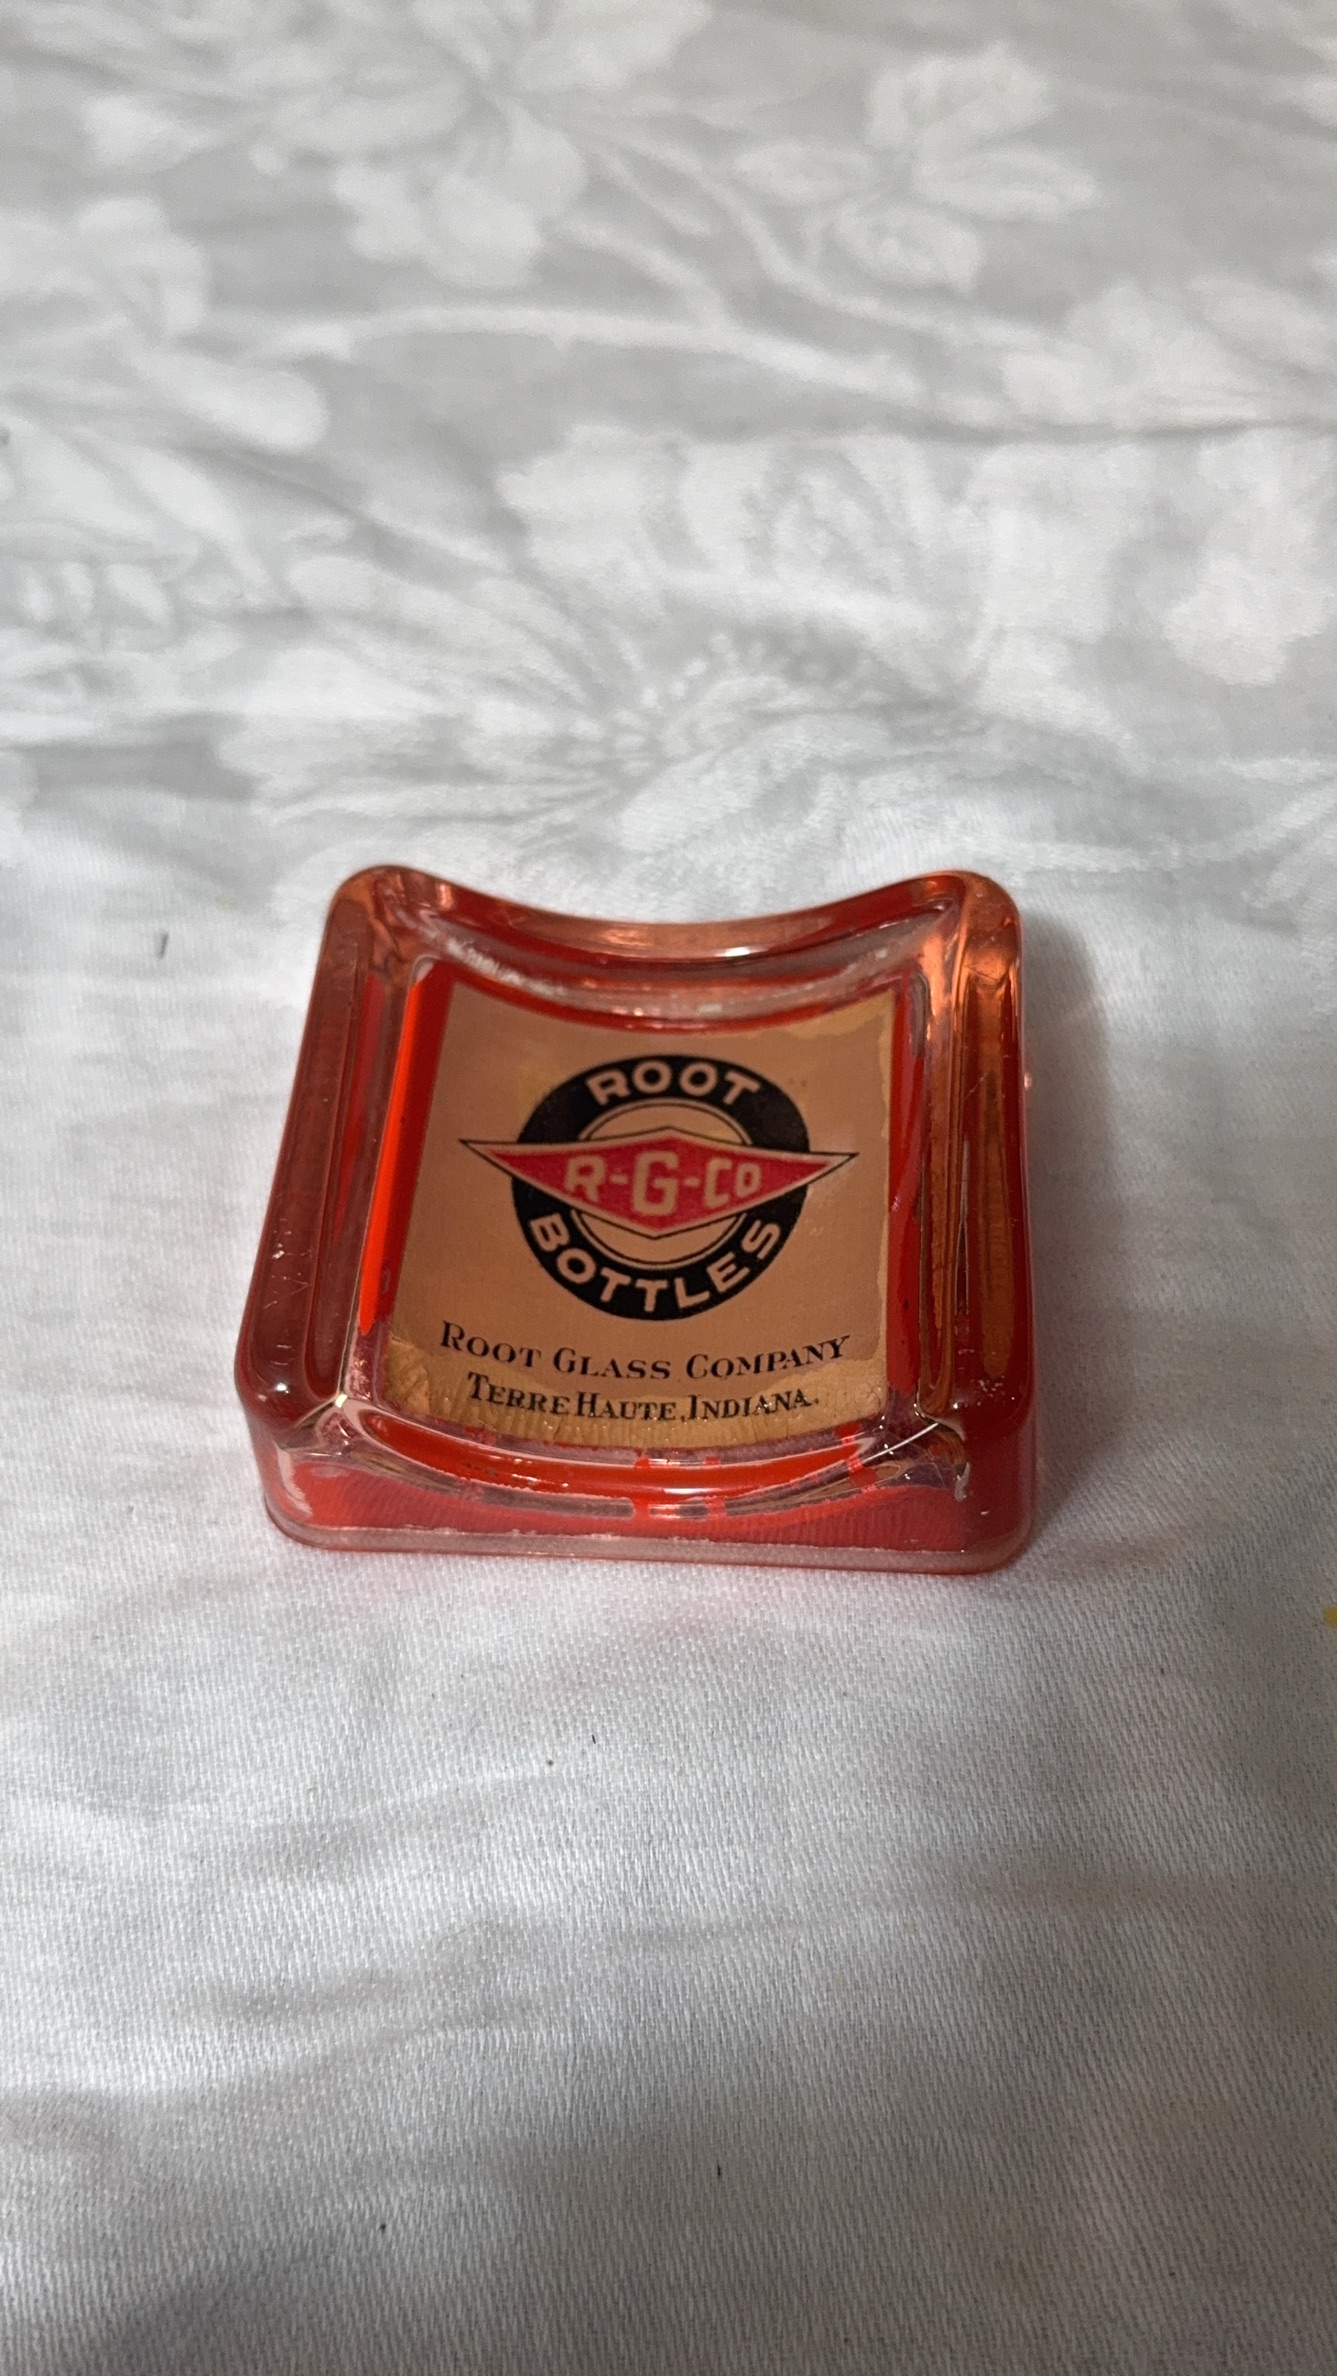 ROOT
R-G-CO
BOTTLES
ROOT GLASS COMPANY
TERRE HAUTE, INDIANA.